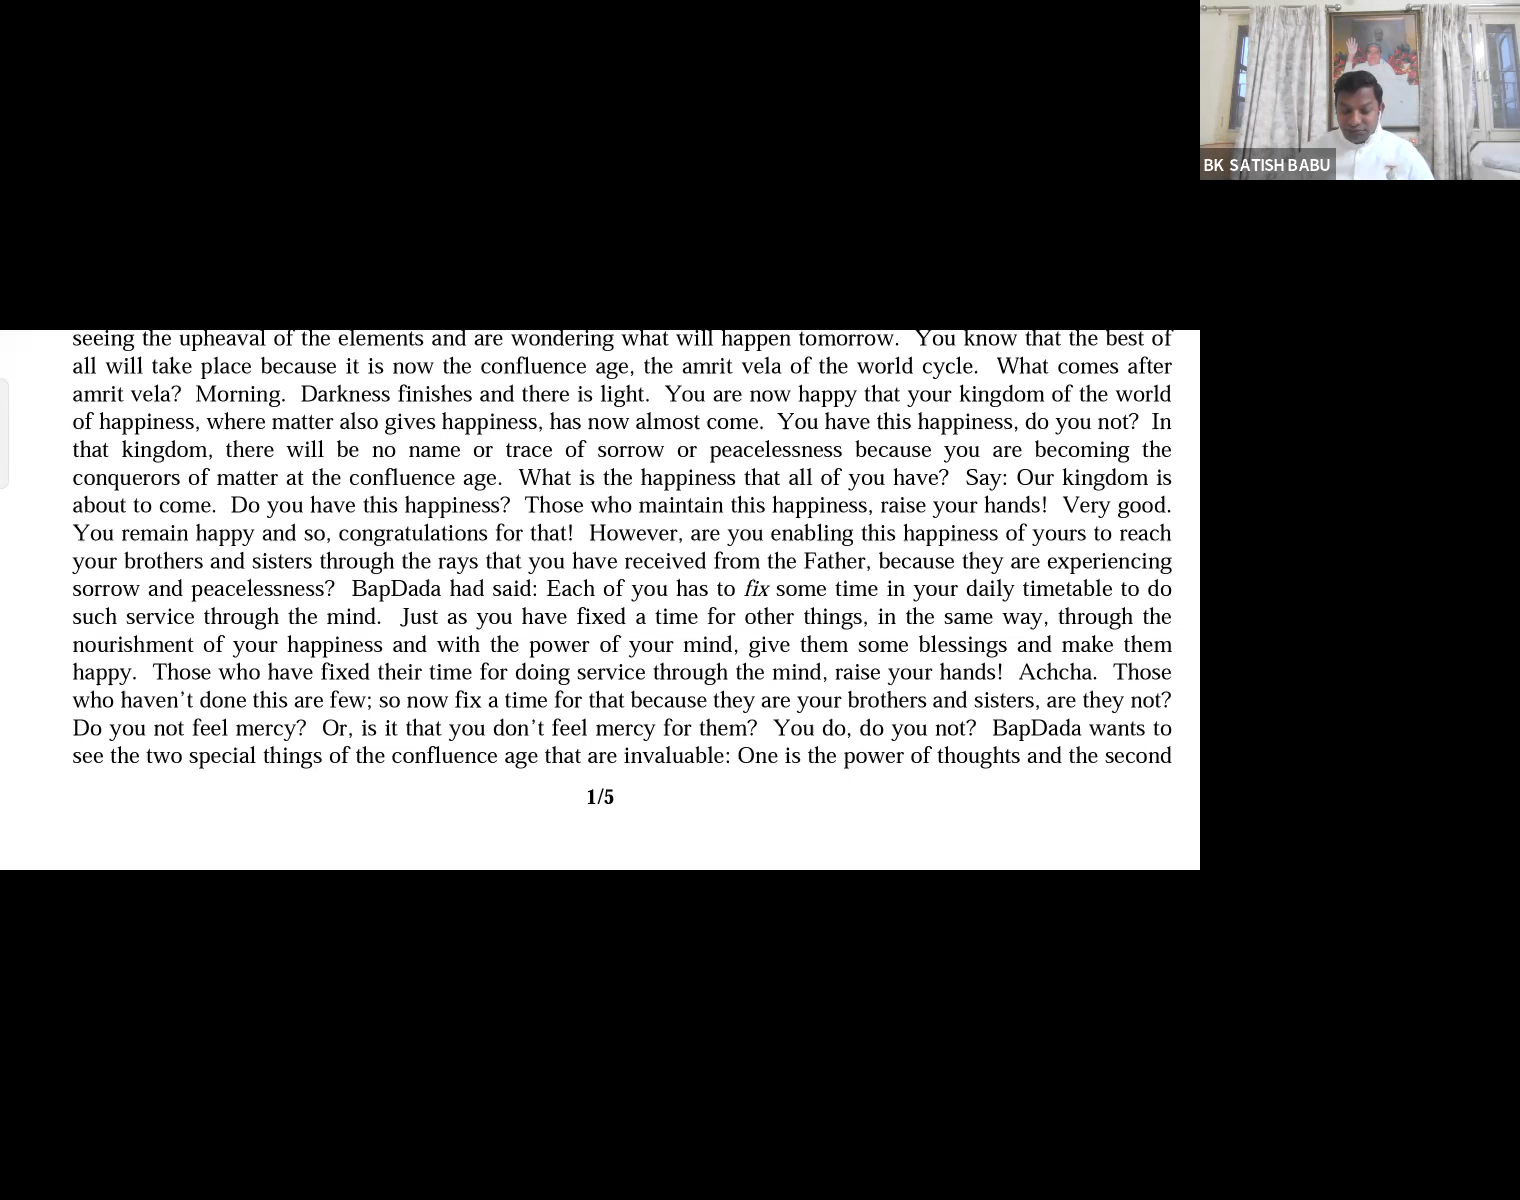 BK SATISH BABU
seeing the upheaval of the elements and are wondering what will happen tomorrow. You know that the best of
all will take place because it is now the confluence age, the amrit vela of the world cycle. What comes after
amrit vela? Morning. Darkness finishes and there is light. You are now happy that your kingdom of the world
of happiness, where matter also gives happiness, has now almost come. You have this happiness, do you not? In
that kingdom, there will be no name or trace of sorrow or peacelessness because you are becoming the
conquerors of matter at the confluence age. What is the happiness that all of you have? Say: Our kingdom is
about to come. Do you have this happiness? Those who maintain this happiness, raise your hands! Very good.
You remain happy and so, congratulations for that! However, are you enabling this happiness of yours to reach
your brothers and sisters through the rays that you have received from the Father, because they are experiencing
sorrow and peacelessness? BapDada had said: Each of you has to fix some time in your daily timetable to do
such service through the mind. Just as you have fixed a time for other things, in the same way, through the
nourishment of your happiness and with the power of your mind, give them some blessings and make them
happy. Those who have fixed their time for doing service through the mind, raise your hands! Achcha. Those
who haven’t done this are few; so now fix a time for that because they are your brothers and sisters, are they not?
Do you not feel mercy? Or, is it that you don’t feel mercy for them? You do, do you not? BapDada wants to
see the two special things of the confluence age that are invaluable: One is the power of thoughts and the second
1/5